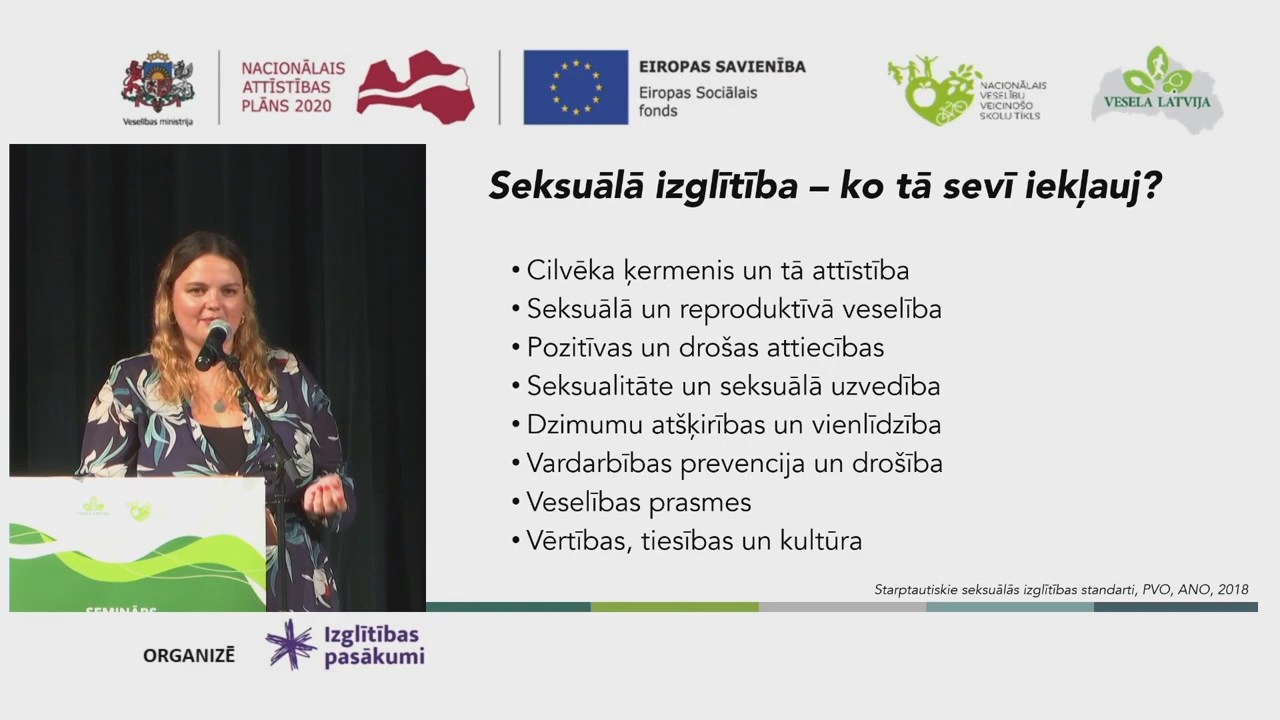 Veselības ministrija
NACIONĀLAIS
ATTĪSTĪBAS
PLĀNS 2020
EIROPAS SAVIENĪBA
Eiropas Sociālais
fonds
NACIONĀLAIS
VESELĪBU
VEICINOŠO
SKOLU TĪKLS
VESELA LATVIJA
Seksuālā izglītība – ko tā sevī iekļauj?
• Cilvēka ķermenis un tā attīstība
• Seksuālā un reproduktīvā veselība
• Pozitīvas un drošas attiecības
• Seksualitāte un seksuālā uzvedība
• Dzimumu atšķirības un vienlīdzība
• Vardarbības prevencija un drošība
• Veselības prasmes
• Vērtības, tiesības un kultūra
Starptautiskie seksuālās izglītības standarti, PVO, ANO, 2018
SEMINĀRS
ORGANIZĒ
Izglītības
pasākumi